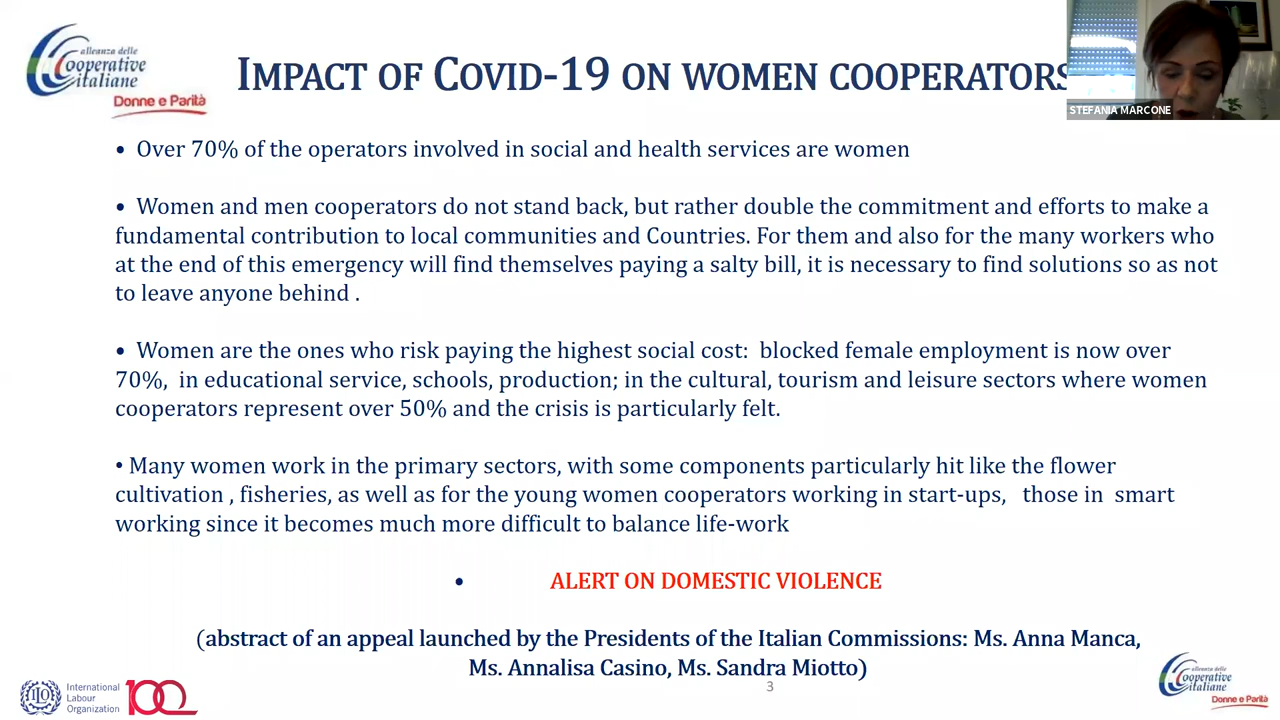 alleanza delle
Cooperative
italiane
Donne e Parità
IMPACT OF COVID-19 ON WOMEN COOPERATORS
STEFANIA MARCONE
• Over 70% of the operators involved in social and health services are women
• Women and men cooperators do not stand back, but rather double the commitment and efforts to make a
fundamental contribution to local communities and Countries. For them and also for the many workers who
at the end of this emergency will find themselves paying a salty bill, it is necessary to find solutions so as not
to leave anyone behind .
• Women are the ones who risk paying the highest social cost: blocked female employment is now over
70%, in educational service, schools, production; in the cultural, tourism and leisure sectors where women
cooperators represent over 50% and the crisis is particularly felt.
• Many women work in the primary sectors, with some components particularly hit like the flower
cultivation , fisheries, as well as for the young women cooperators working in start-ups, those in smart
working since it becomes much more difficult to balance life-work
• ALERT ON DOMESTIC VIOLENCE
(abstract of an appeal launched by the Presidents of the Italian Commissions: Ms. Anna Manca,
Ms. Annalisa Casino, Ms. Sandra Miotto)
3
International
Labour
Organization
ILO
100
alleanza delle
Cooperative
italiane
Donne e Parità